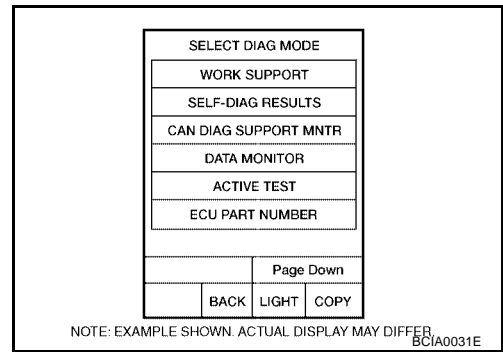 SELECT DIAG MODE
WORK SUPPORT
SELF-DIAG RESULTS
CAN DIAG SUPPORT MNTR
DATA MONITOR
ACTIVE TEST
ECU PART NUMBER
Page Down
BACK LIGHT COPY
NOTE: EXAMPLE SHOWN. ACTUAL DISPLAY MAY DIFFER.
BCIA0031E